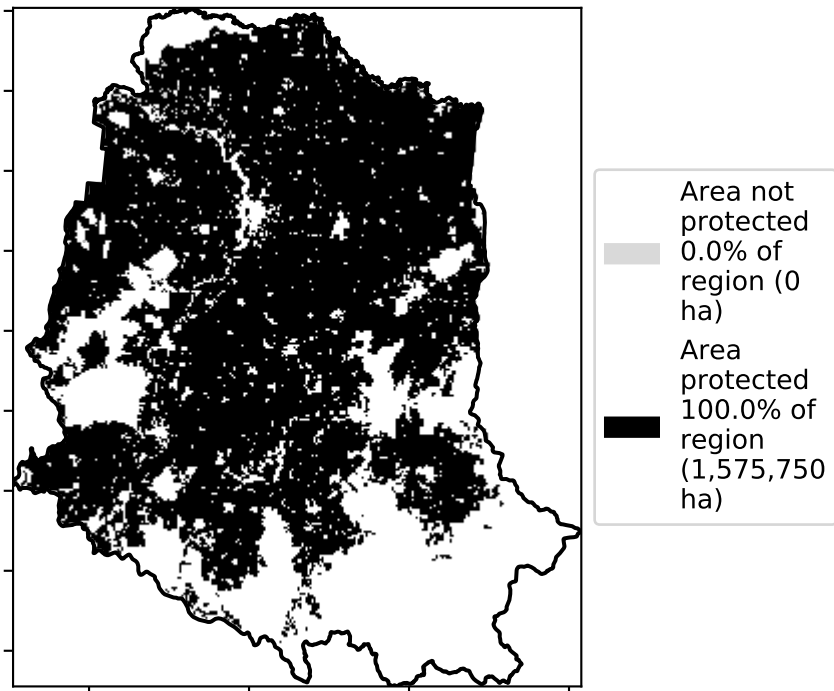 Area not
protected
0.0% of
region (0
ha)
Area
protected
100.0% of
region
(1,575,750
ha)